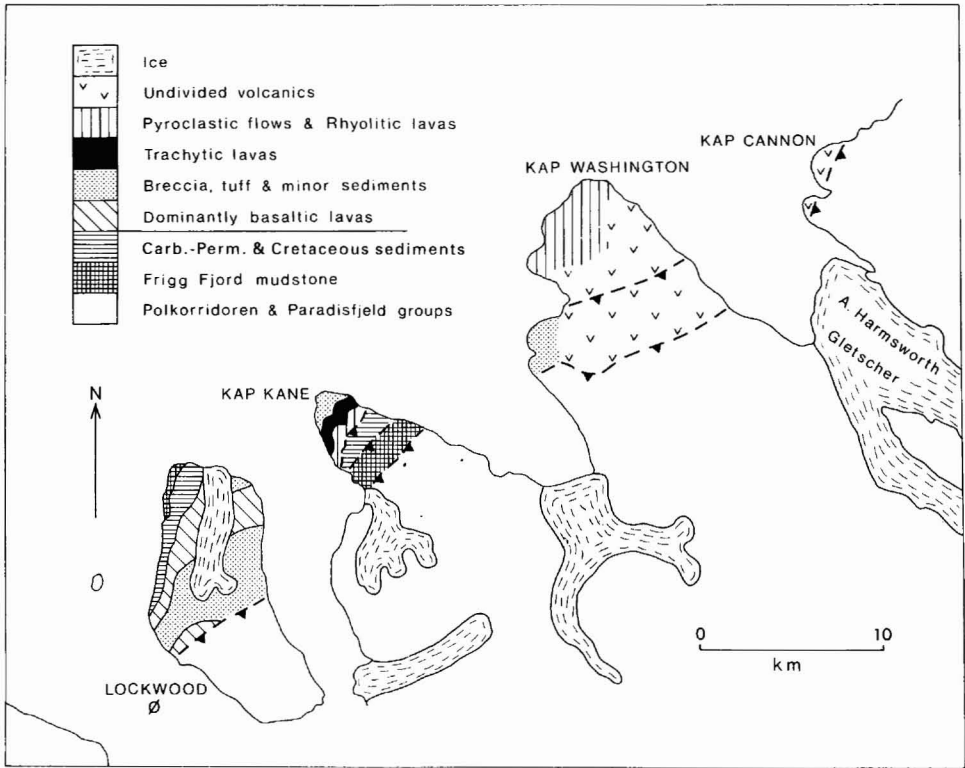 Ice
Undivided volcanics
Pyroclastic flows & Rhyolitic lavas
Trachytic lavas
Breccia, tuff & minor sediments
Dominantly basaltic lavas
Carb.-Perm. & Cretaceous sediments
Frigg Fjord mudstone
Polkorridoren & Paradisfjeld groups
KAP CANNON
KAP WASHINGTON
A. Harmsworth
Gletscher
KAP KANE
N
0 10
km
LOCKWOOD
Ø